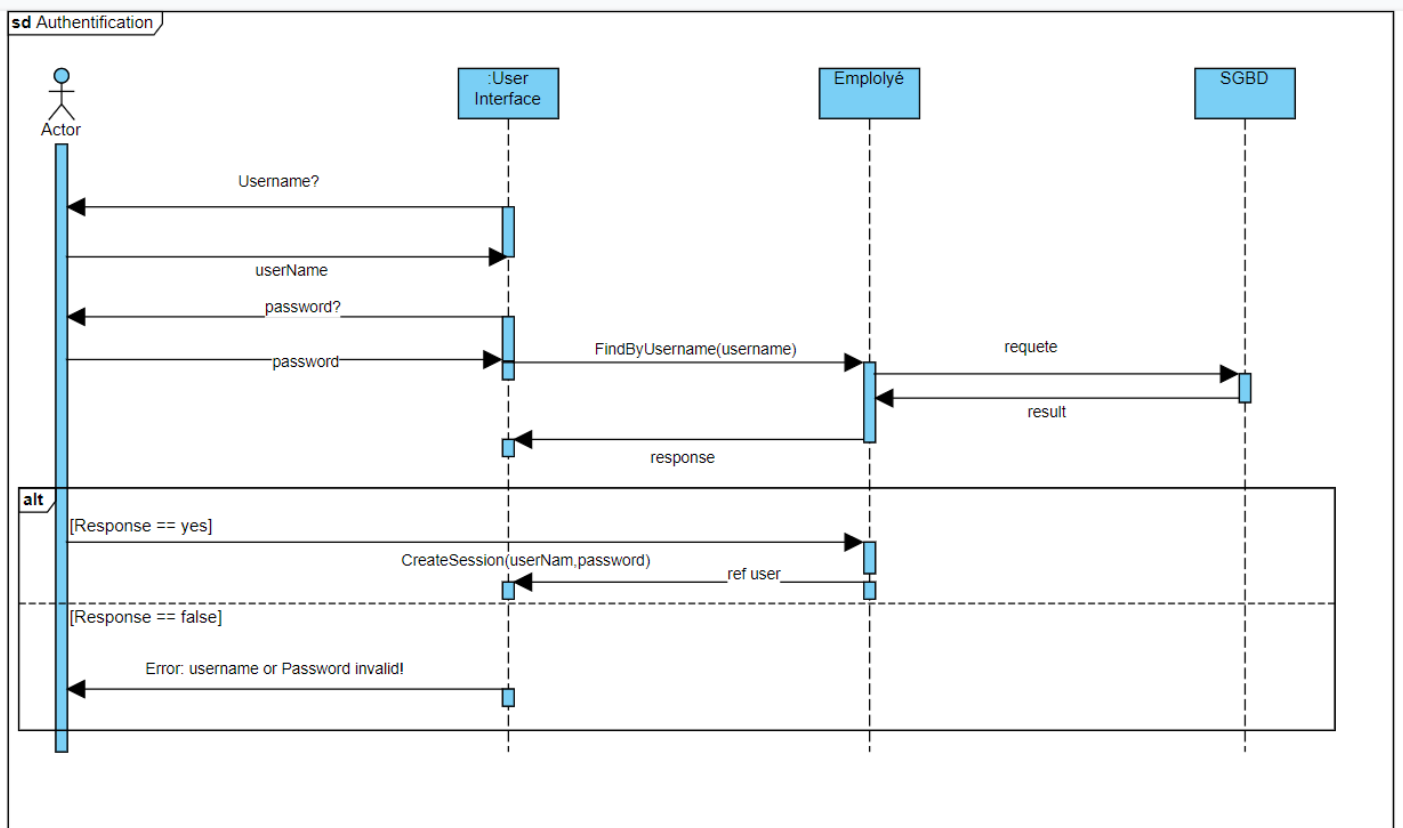 sd Authentification
:User
Interface
Emplolyé
SGBD
Actor
Username?
userName
password?
password
FindByUsername(username)
requete
result
response
alt
[Response == yes]
CreateSession(userNam,password)
ref user
[Response == false]
Error: username or Password invalid!